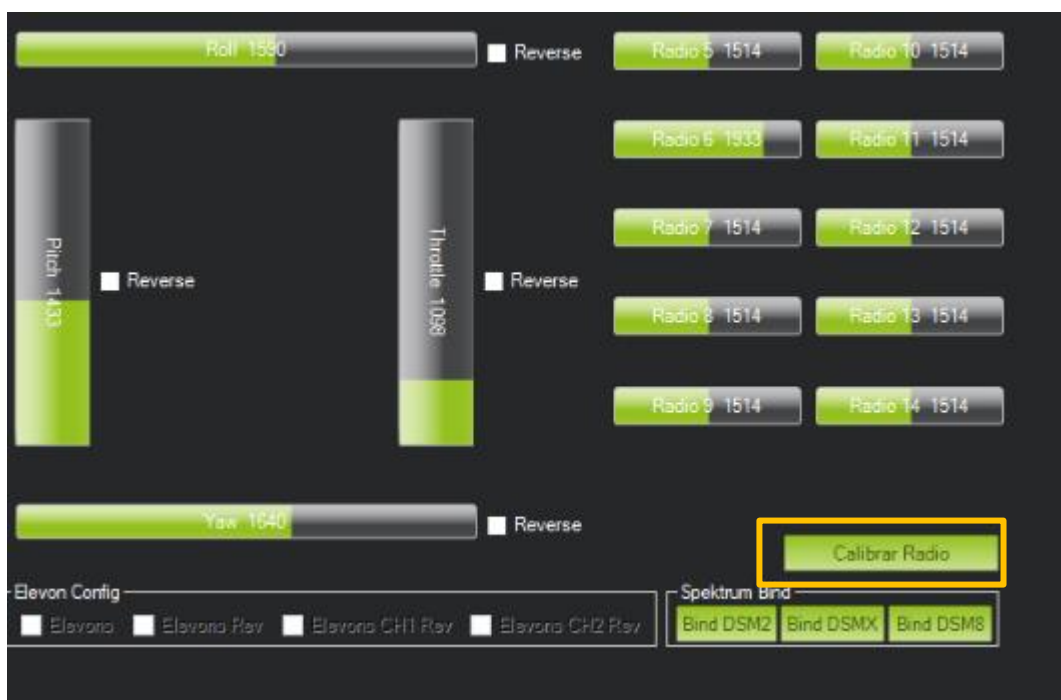 Roll 1590
Reverse
Radio 5 1514
Radio 10 1514
Radio 6 1933
Radio 11 1514
Pitch 1433
Reverse
Throttle 1098
Reverse
Radio 7 1514
Radio 12 1514
Radio 8 1514
Radio 13 1514
Radio 9 1514
Radio 14 1514
Yaw 1640
Reverse
Calibrar Radio
Elevon Config
Elevons
Elevons Rev
Elevons CH1 Rev
Elevons CH2 Rev
Spektrum Bind
Bind DSM2
Bind DSMX
Bind DSM8